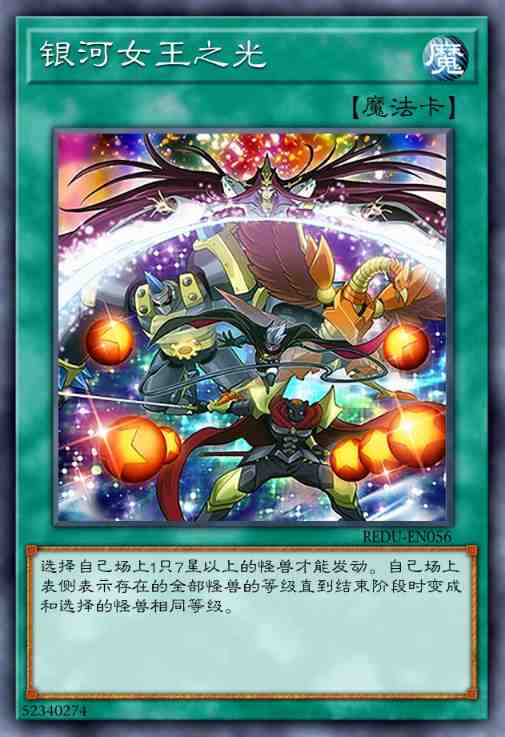 银河女王之光
魔
【魔法卡】
REDU-EN056
选择自己场上1只7星以上的怪兽才能发动。自己场上
表侧表示存在的全部怪兽的等级直到结束阶段时变成
和选择的怪兽相同等级。
52340274